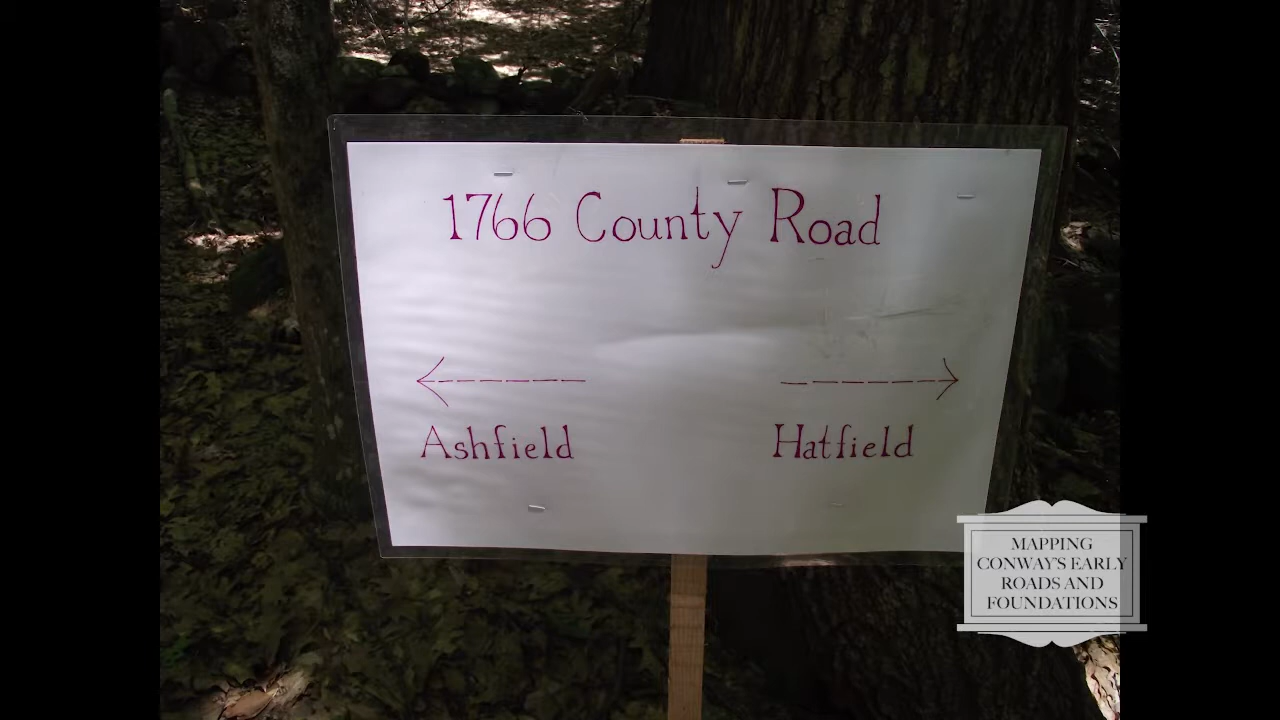 1766 County Road
Ashfield
Hatfield
MAPPING
CONWAY'S EARLY
ROADS AND
FOUNDATIONS